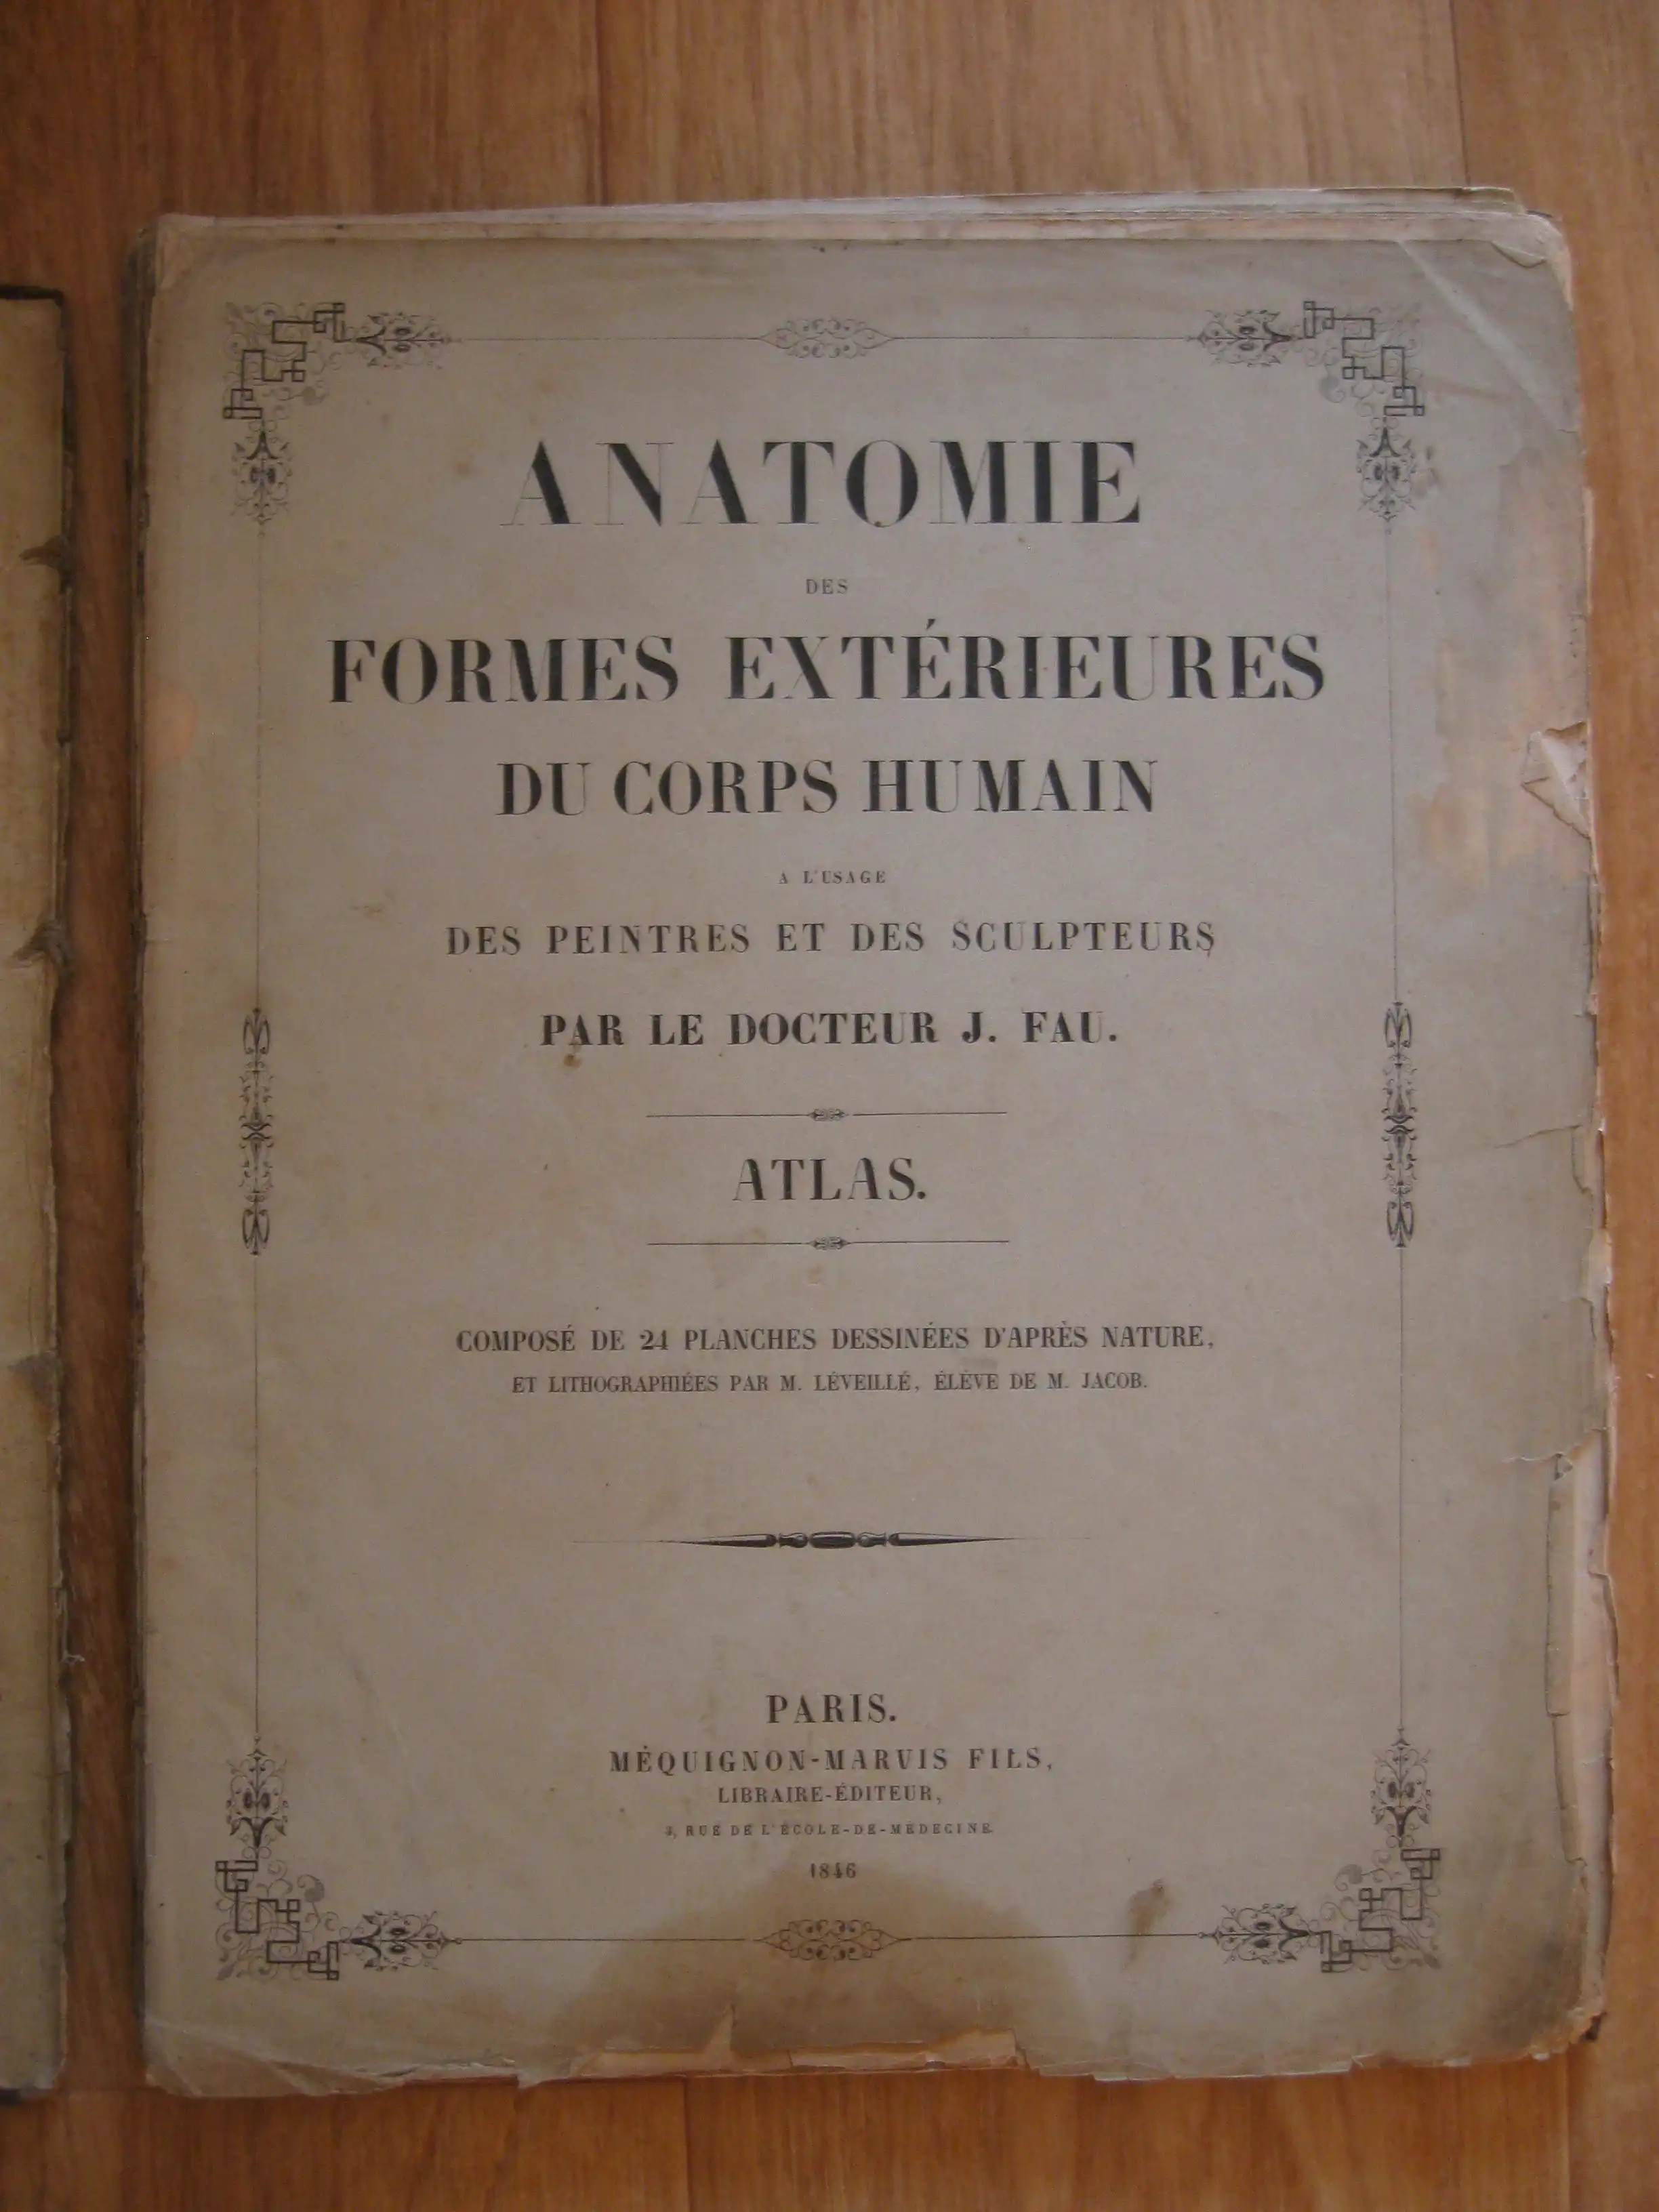 ANATOMIE
DES
FORMES EXTÉRIEURES
DU CORPS HUMAIN
A L'USAGE
DES PEINTRES ET DES SCULPTEURS
PAR LE DOCTEUR J. FAU.
ATLAS.
COMPOSÉ DE 24 PLANCHES DESSINÉES D'APRÈS NATURE,
ET LITHOGRAPHIÉES PAR M. LÉVEILLÉ, ÉLÈVE DE M. JACOB.
PARIS.
MÉQUIGNON-MARVIS FILS,
LIBRAIRE-ÉDITEUR,
RUE DE L'ÉCOLE-DE-MÉDECINE
1846